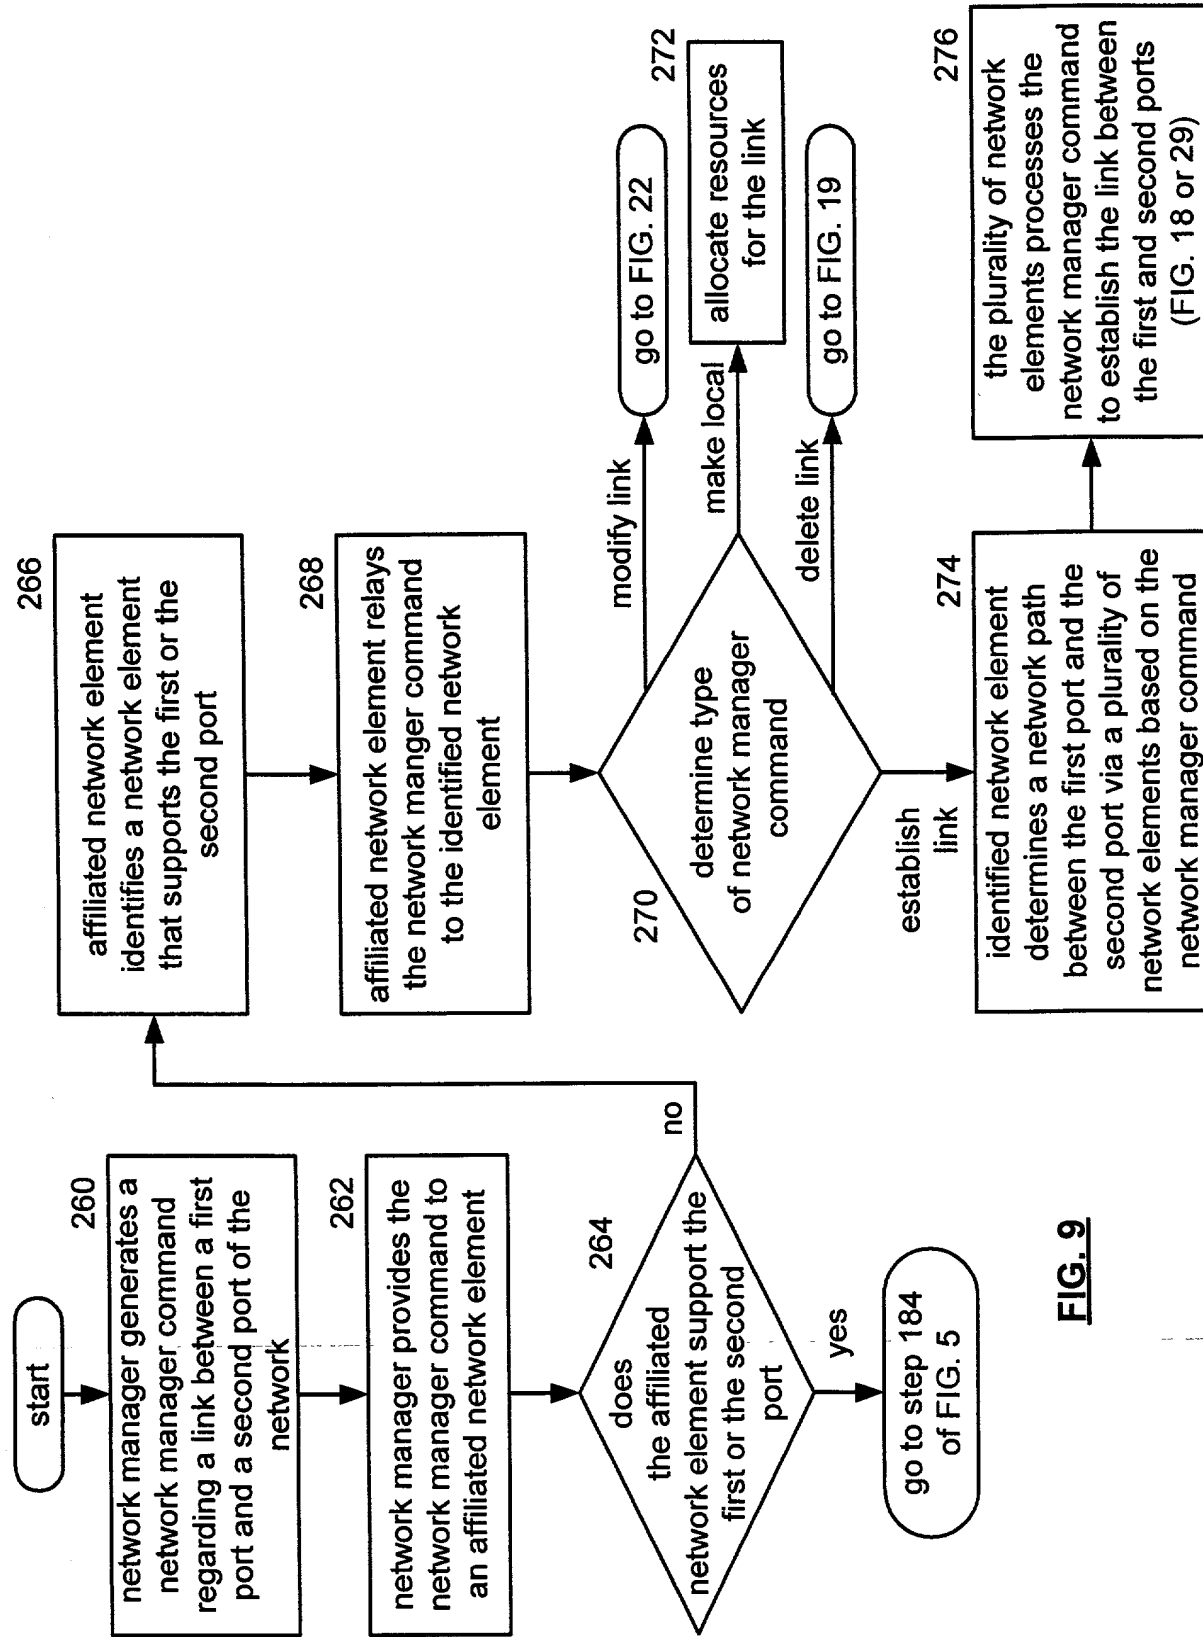 start
260
network manager generates a
network manager command
regarding a link between a first
port and a second port of the
network
262
network manager provides the
network manager command to
an affiliated network element
264
does
the affiliated
network element support the
first or the second
port
no
yes
go to step 184
of FIG. 5
266
affiliated network element
identifies a network element
that supports the first or the
second port
268
affiliated network element relays
the network manger command
to the identified network
element
270
determine type
of network manager
command
modify link
go to FIG. 22
make local
272
allocate resources
for the link
delete link
go to FIG. 19
establish
link
274
identified network element
determines a network path
between the first port and the
second port via a plurality of
network elements based on the
network manager command
276
the plurality of network
elements processes the
network manager command
to establish the link between
the first and second ports
(FIG. 18 or 29)
FIG. 9